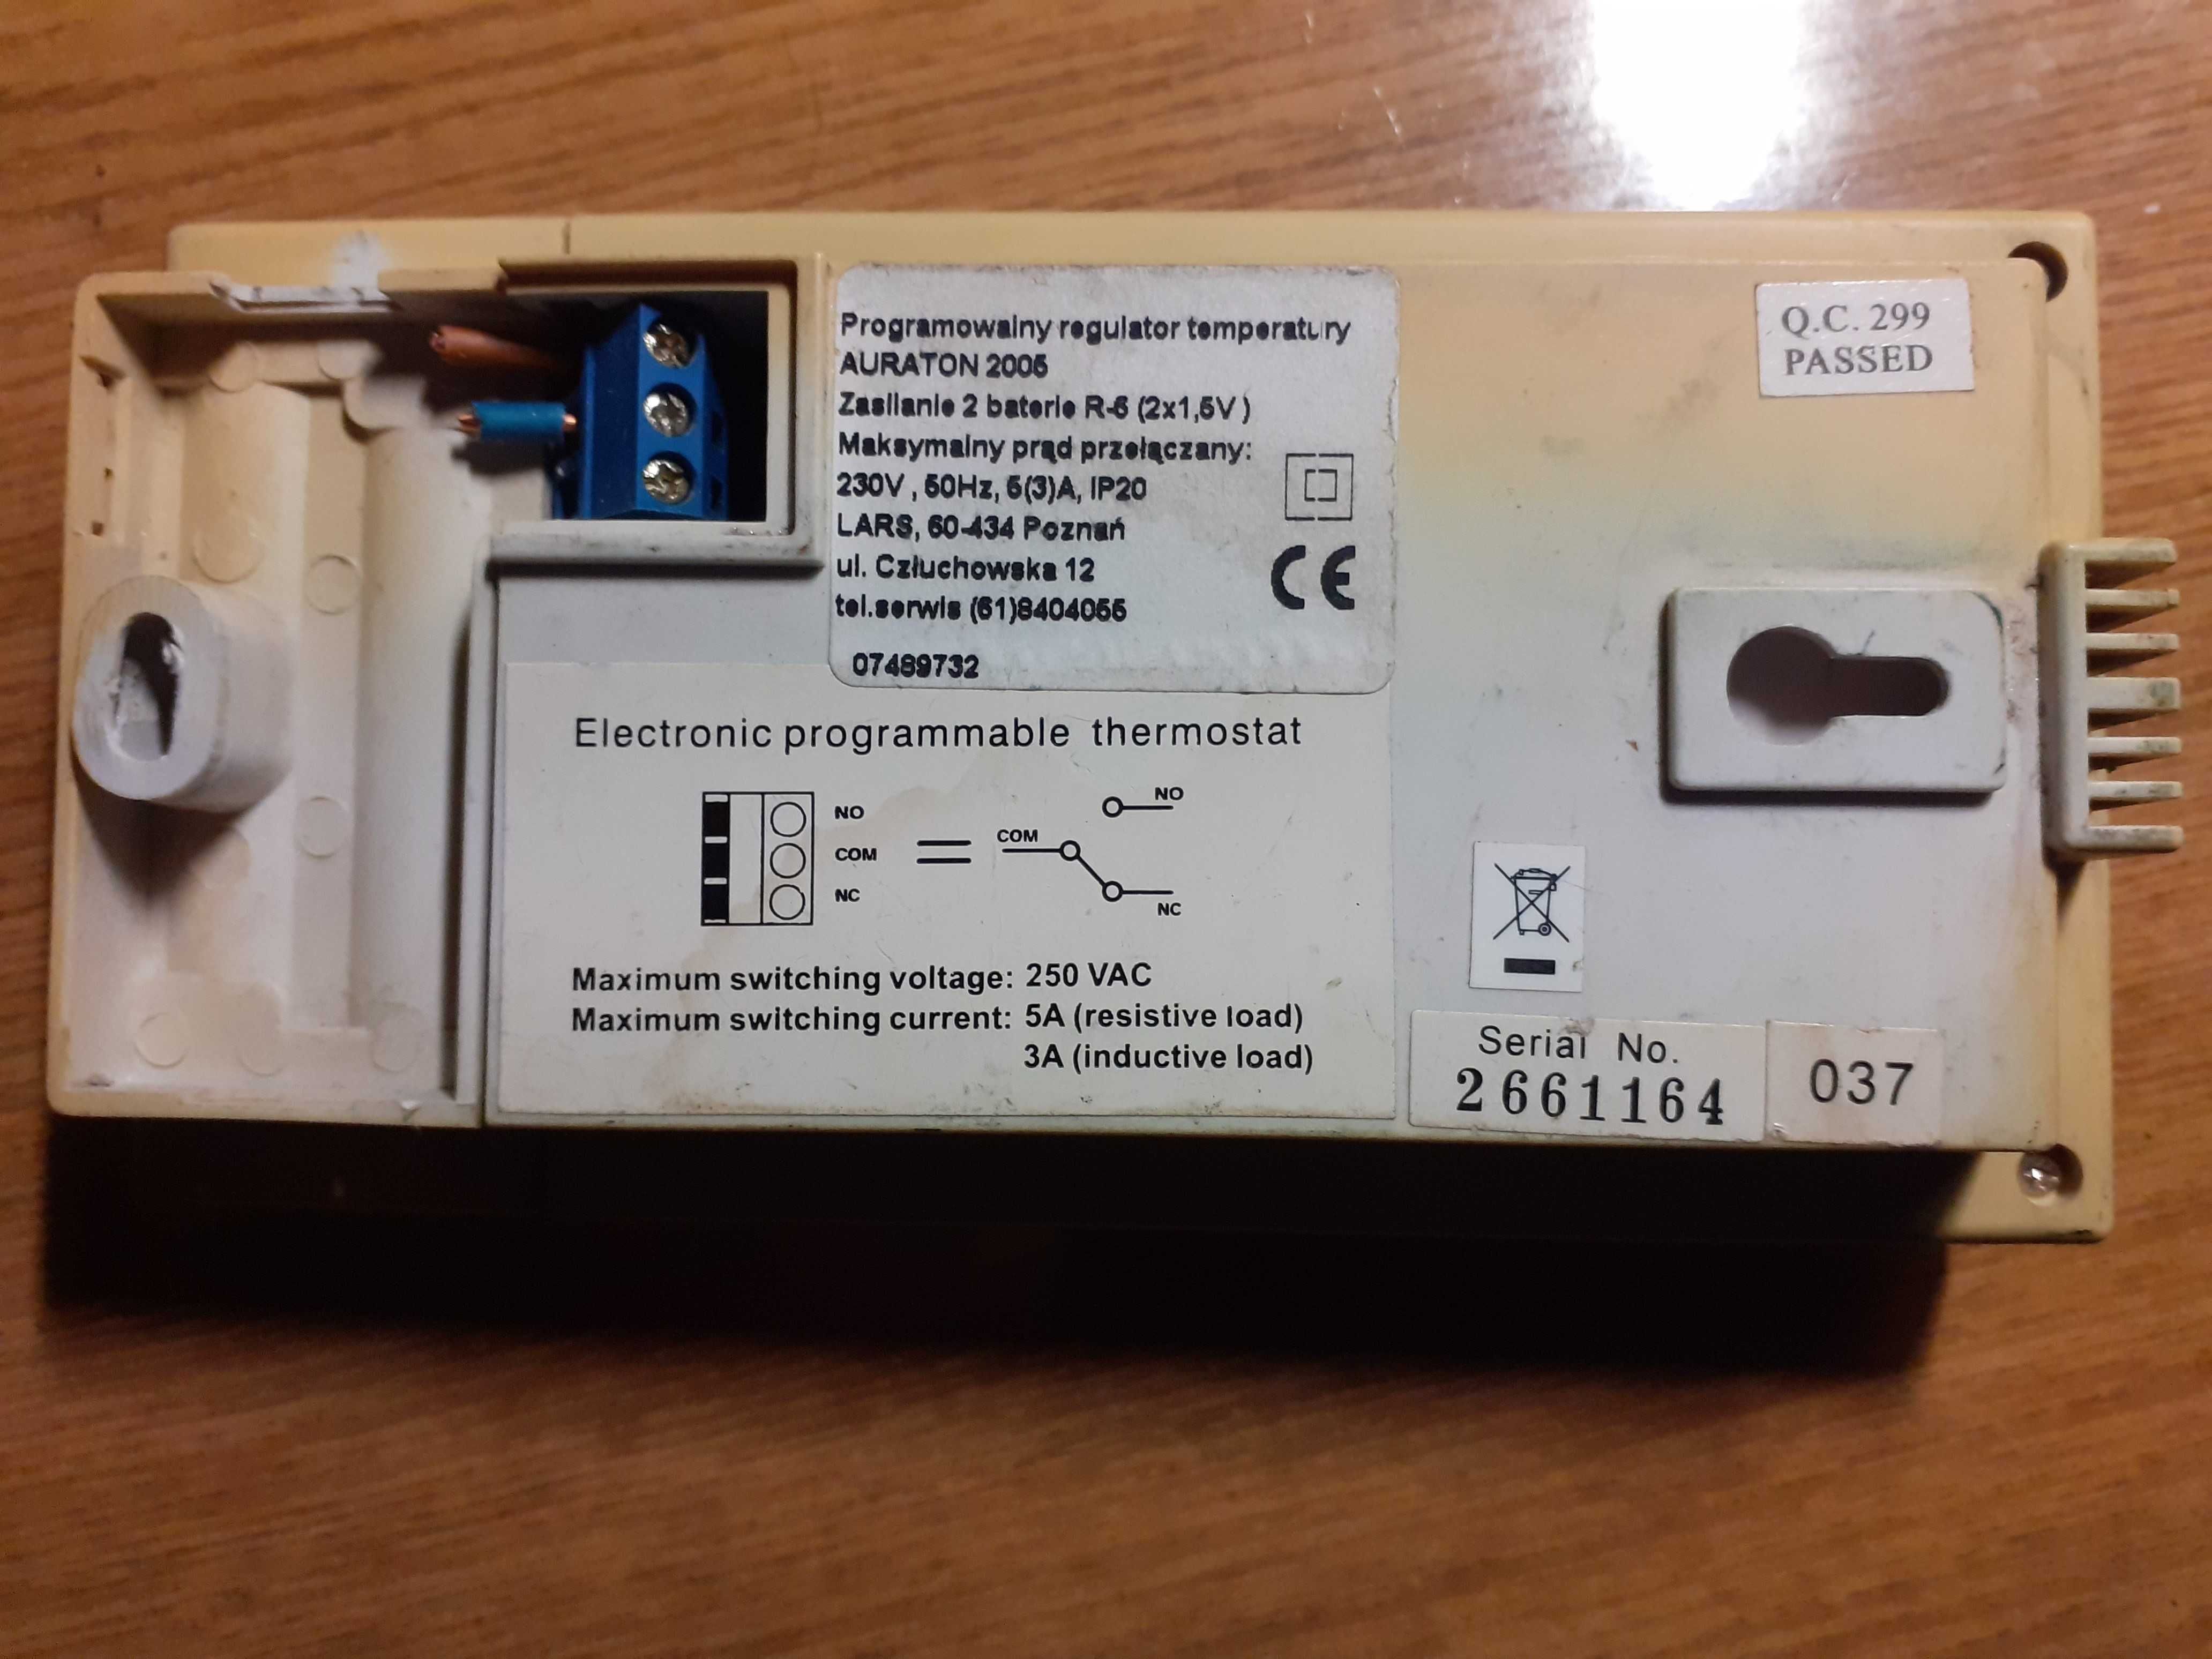 Programowalny regulator temperatury
AURATON 2005
Zasilanie 2 baterie R-6 (2x1,5V)
Maksymalny prąd przełączany:
230V, 50Hz, 5(3)A, IP20
LARS, 60-434 Poznań
ul. Człuchowska 12
tel.serwis (61)8404055
07489732
CE
Q.C. 299
PASSED
Electronic programmable thermostat
NO
COM
NC
COM
NO
NC
Maximum switching voltage: 250 VAC
Maximum switching current: 5A (resistive load)
3A (inductive load)
Serial No.
2661164
037